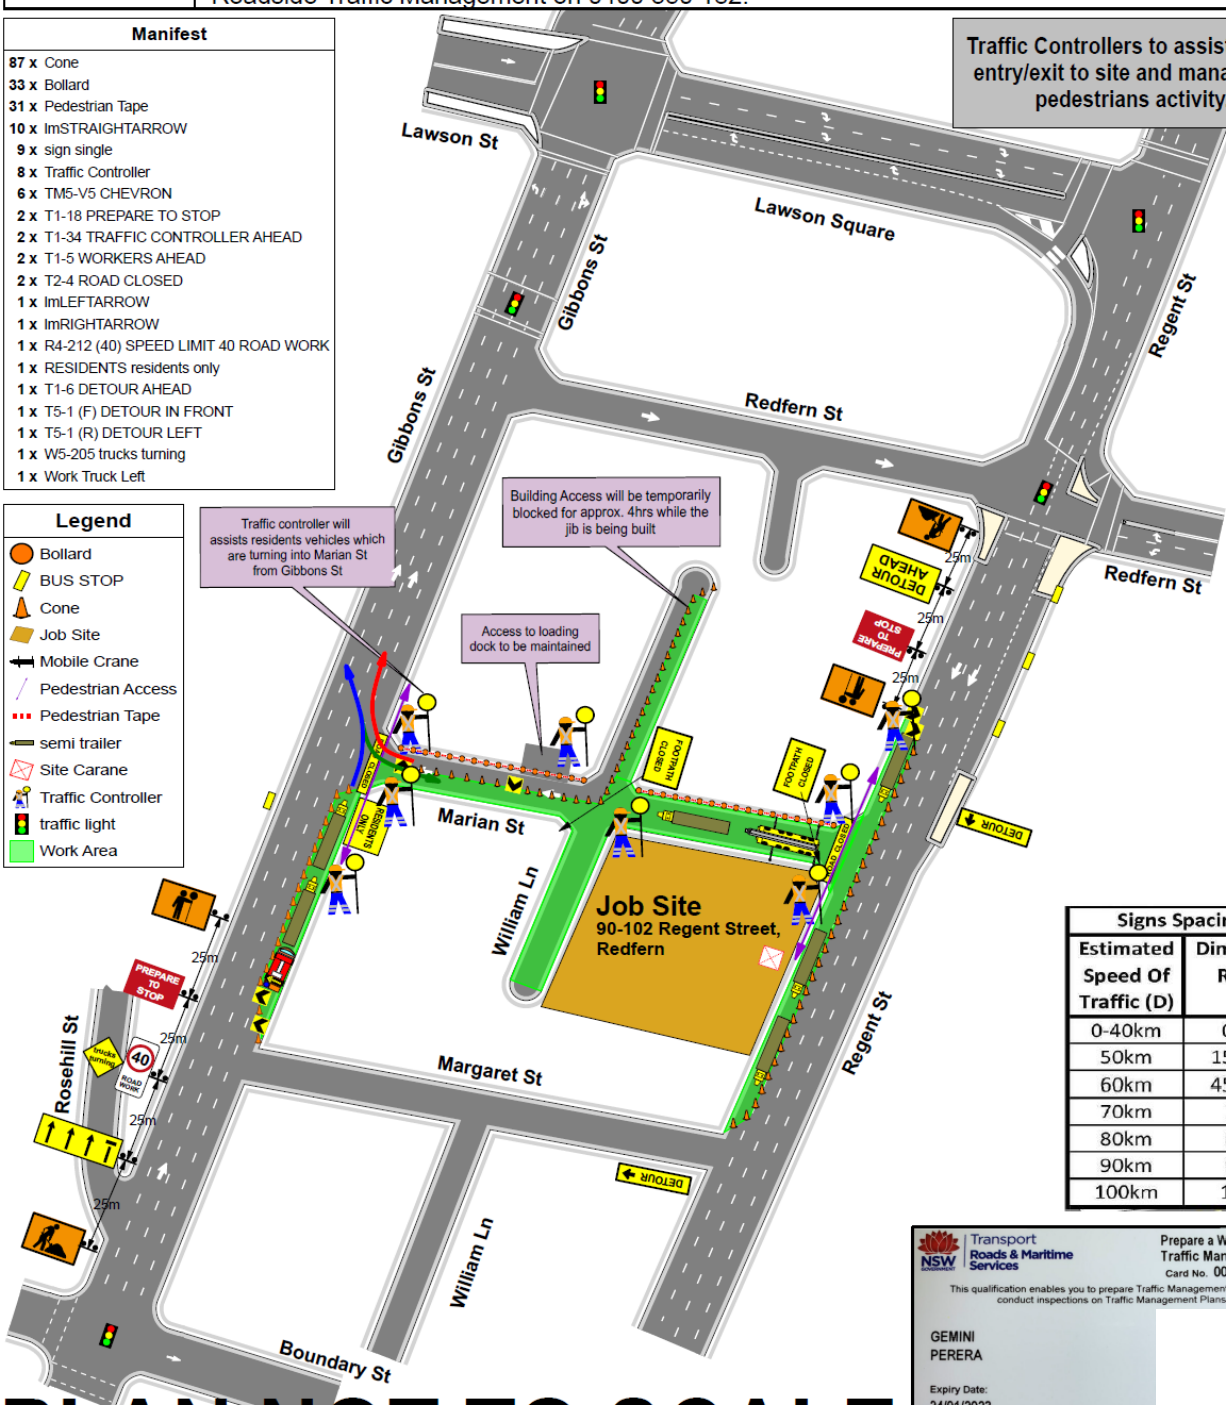 Manifest
87 x Cone
33 x Bollard
31 x Pedestrian Tape
10 x ImSTRAIGHTARROW
9 x sign single
8 x Traffic Controller
6 x TM5-V5 CHEVRON
2 x T1-18 PREPARE TO STOP
2 x T1-34 TRAFFIC CONTROLLER AHEAD
2 x T1-5 WORKERS AHEAD
2 x T2-4 ROAD CLOSED
1 x ImLEFTARROW
1 x ImRIGHTARROW
1 x R4-212 (40) SPEED LIMIT 40 ROAD WORK
1 x RESIDENTS residents only
1 x T1-6 DETOUR AHEAD
1 x T5-1 (F) DETOUR IN FRONT
1 x T5-1 (R) DETOUR LEFT
1 x W5-205 trucks turning
1 x Work Truck Left
Legend
Bollard
BUS STOP
Cone
Job Site
Mobile Crane
Pedestrian Access
Pedestrian Tape
semi trailer
Site Carane
Traffic Controller
traffic light
Work Area
Traffic Controllers to assist
entry/exit to site and mana
pedestrians activity
Lawson St
Lawson Square
Gibbons St
Regent St
Gibbons St
Redfern St
Redfern St
Traffic controller will
assists residents vehicles which
are turning into Marian St
from Gibbons St
Building Access will be temporarily
blocked for approx. 4hrs while the
jib is being built
Access to loading
dock to be maintained
25m
DETOUR
AHEAD
25m
PREPARE
TO
STOP
25m
FOOTPATH
CLOSED
FOOTPATH
CLOSED
CLOSED
RESIDENTS
ONLY
ROAD CLOSED
DETOUR
Marian St
William Ln
Job Site
90-102 Regent Street,
Redfern
25m
PREPARE
TO
STOP
25m
trucks
turning
40
ROAD
WORK
25m
25m
Rosehill St
Margaret St
Regent St
DETOUR
William Ln
Boundary St
Signs Spacin
Estimated
Speed Of
Traffic (D)
0-40km
50km
60km
70km
80km
90km
100km
NSW
GOVERNMENT
Transport
Roads & Maritime
Services
Prepare a W
Traffic Man
Card No. 00
This qualification enables you to prepare Traffic Management
conduct inspections on Traffic Management Plans
GEMINI
PERERA
Expiry Date:
PLAN NOT TO SCALE